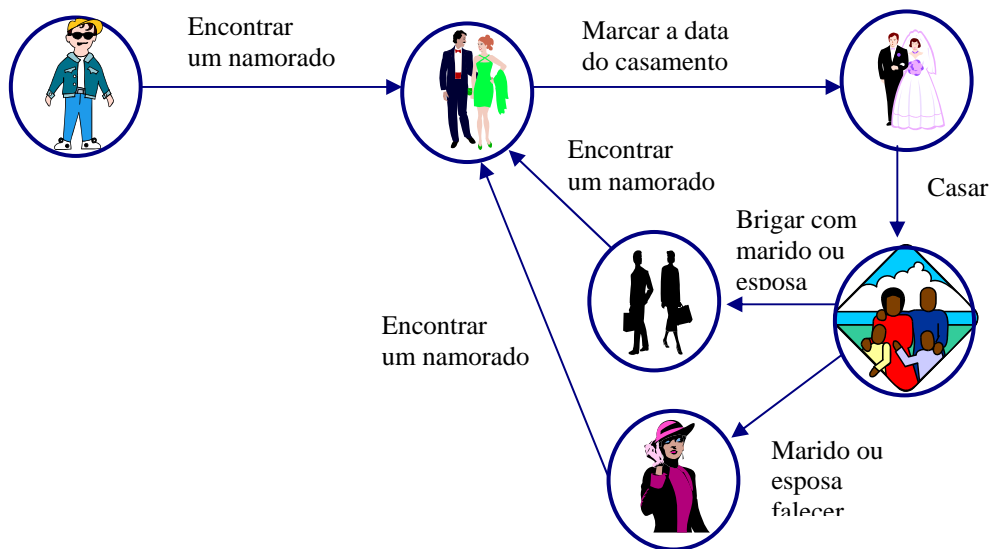 Encontrar
um namorado
Marcar a data
do casamento
Encontrar
um namorado
Casar
Brigar com
marido ou
esposa
Encontrar
um namorado
Marido ou
esposa
falecer